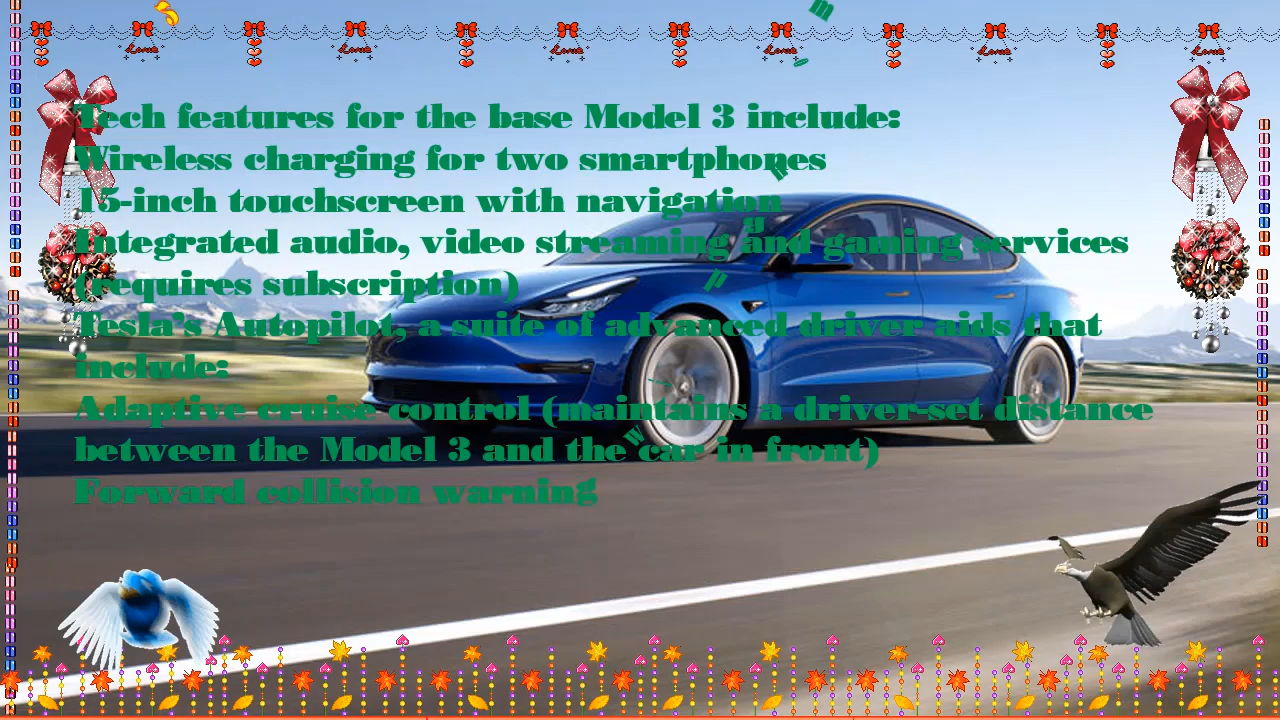 Tech features for the base Model 3 include:
Wireless charging for two smartphones
15-inch touchscreen with navigation
Integrated audio, video streaming and gaming services
(requires subscription)
Tesla's Autopilot, a suite of advanced driver aids that
include:
Adaptive cruise control (maintains a driver-set distance
between the Model 3 and the car in front)
Forward collision warning